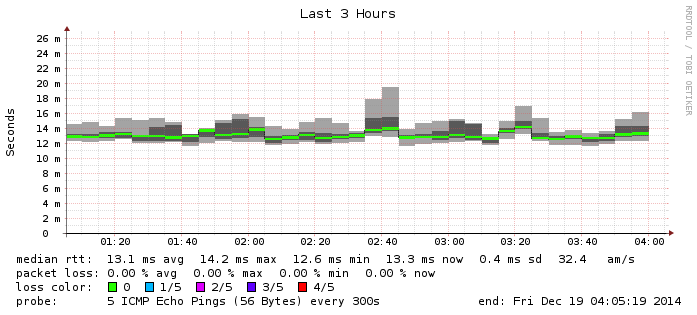 Last 3 Hours
RRDTOOL / TOBI OETIKER
Seconds
26 m
24 m
22 m
20 m
18 m
16 m
14 m
12 m
10 m
8 m
6 m
4 m
2 m
0
01:20 01:40 02:00 02:20 02:40 03:00 03:20 03:40 04:00
median rtt: 13.1 ms avg 14.2 ms max 12.6 ms min 13.3 ms now 0.4 ms sd 32.4 am/s
packet loss: 0.00 % avg 0.00 % max 0.00 % min 0.00 % now
loss color: 0 1/5 2/5 3/5 4/5
probe: 5 ICMP Echo Pings (56 Bytes) every 300s end: Fri Dec 19 04:05:19 2014